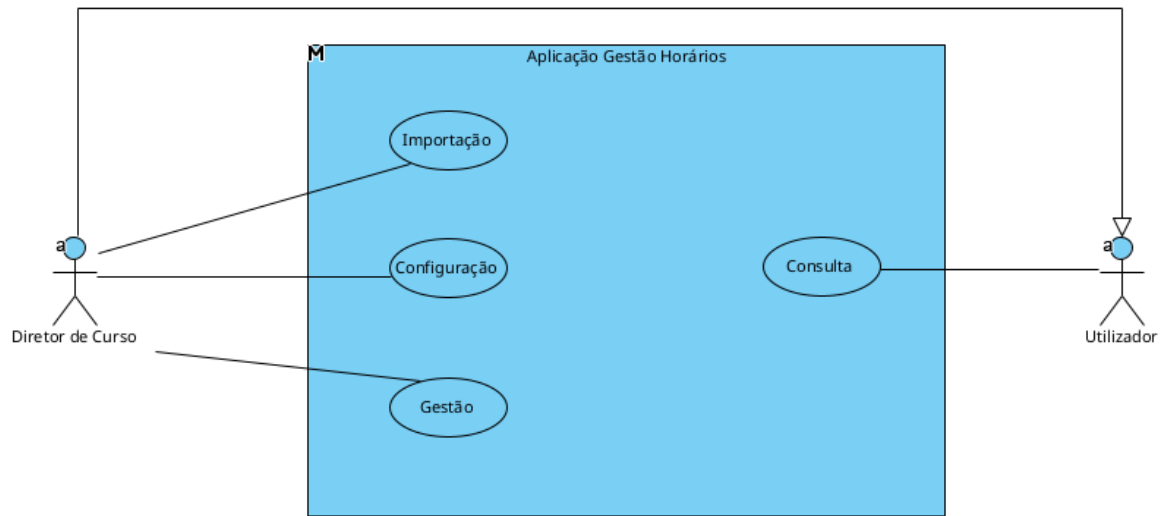 M
Aplicação Gestão Horários
Importação
a
a
Configuração
Consulta
Diretor de Curso
Utilizador
Gestão